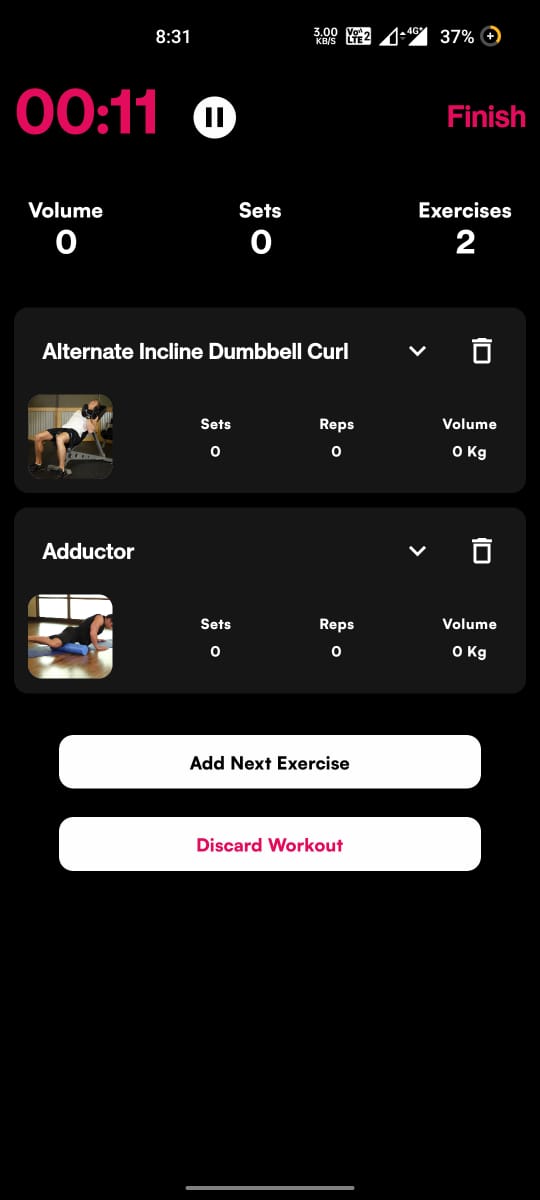 8:31 3.00 KB/S Vo LTE 2 4G+ 37%
00:11 Finish
Volume Sets Exercises
0 0 2
Alternate Incline Dumbbell Curl
Sets Reps Volume
0 0 0 Kg
Adductor
Sets Reps Volume
0 0 0 Kg
Add Next Exercise
Discard Workout